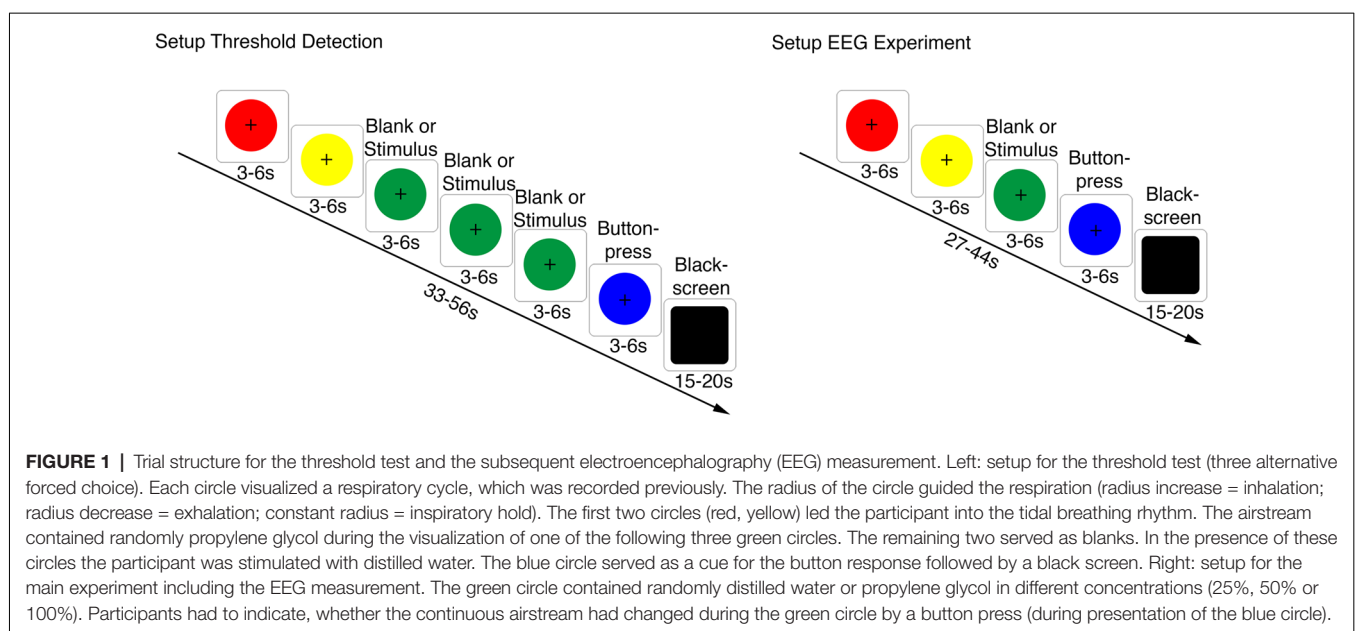 Setup Threshold Detection
3-6s
3-6s
Blank or
Stimulus
3-6s
Blank or
Stimulus
3-6s
Blank or
Stimulus
3-6s
Button-
press
3-6s
Black-
screen
15-20s
33-56s
Setup EEG Experiment
3-6s
3-6s
Blank or
Stimulus
3-6s
Button-
press
3-6s
Black-
screen
15-20s
27-44s
FIGURE 1 | Trial structure for the threshold test and the subsequent electroencephalography (EEG) measurement. Left: setup for the threshold test (three alternative
forced choice). Each circle visualized a respiratory cycle, which was recorded previously. The radius of the circle guided the respiration (radius increase = inhalation;
radius decrease = exhalation; constant radius = inspiratory hold). The first two circles (red, yellow) led the participant into the tidal breathing rhythm. The airstream
contained randomly propylene glycol during the visualization of one of the following three green circles. The remaining two served as blanks. In the presence of these
circles the participant was stimulated with distilled water. The blue circle served as a cue for the button response followed by a black screen. Right: setup for the
main experiment including the EEG measurement. The green circle contained randomly distilled water or propylene glycol in different concentrations (25%, 50% or
100%). Participants had to indicate, whether the continuous airstream had changed during the green circle by a button press (during presentation of the blue circle).